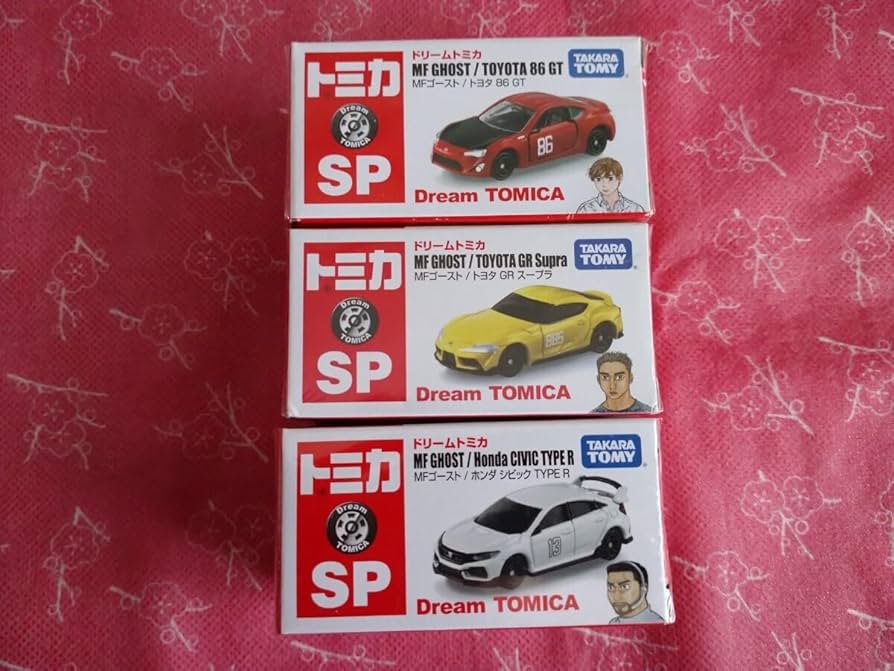 トミカ
Dream
TOMICA
SP
ドリームトミカ
MF GHOST / TOYOTA 86 GT
MFゴースト / トヨタ 86 GT
TAKARA
TOMY
86
Dream TOMICA
トミカ
Dream
TOMICA
SP
ドリームトミカ
MF GHOST / TOYOTA GR Supra
MFゴースト / トヨタ GR スープラ
TAKARA
TOMY
885
Dream TOMICA
トミカ
Dream
TOMICA
SP
ドリームトミカ
MF GHOST / Honda CIVIC TYPE R
MFゴースト / ホンダ シビック TYPE R
TAKARA
TOMY
13
Dream TOMICA